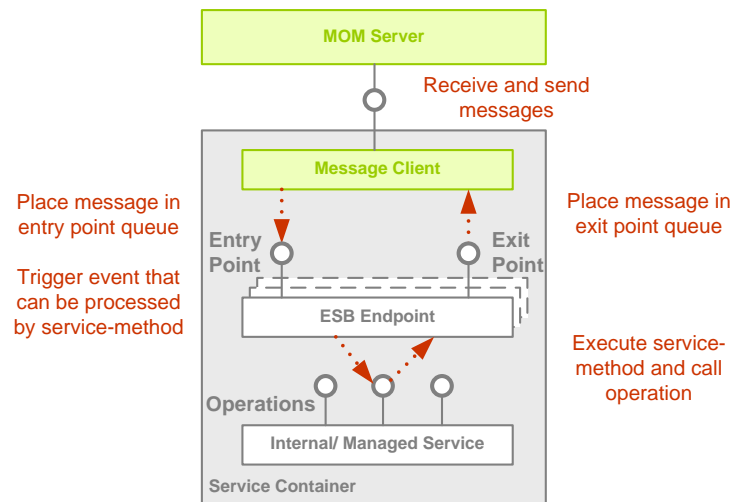 MOM Server
Receive and send
messages
Message Client
Place message in
entry point queue
Place message in
exit point queue
Entry
Point
Exit
Point
Trigger event that
can be processed
by service-method
ESB Endpoint
Execute service-
method and call
operation
Operations
Internal/ Managed Service
Service Container